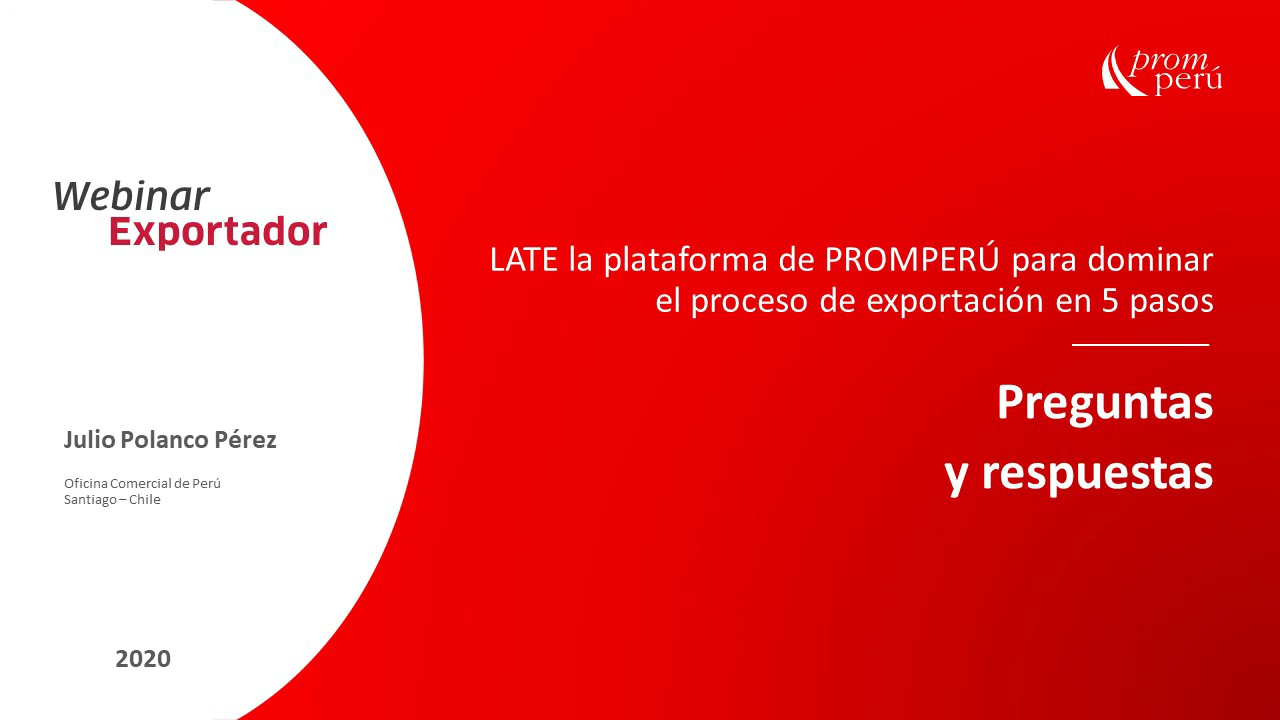 Webinar
Exportador
Julio Polanco Pérez
Oficina Comercial de Perú
Santiago – Chile
2020
prom
perú
LATE la plataforma de PROMPERÚ para dominar
el proceso de exportación en 5 pasos
Preguntas
y respuestas